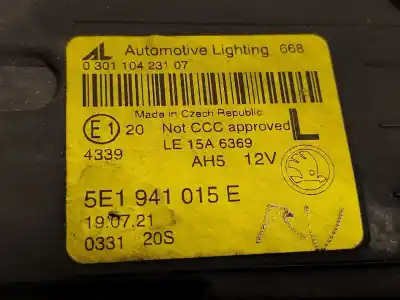 AL Automotive Lighting 668
0 301 104 231 07
Made in Czech Republic
E1 20 Not CCC approved L
4339 LE 15A 6369
AH5 12V
5E1 941 015 E
19.07.21
0331 20S